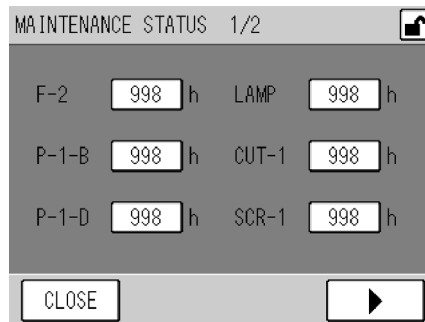 MAINTENANCE STATUS 1/2
F-2 998 h LAMP 998 h
P-1-B 998 h CUT-1 998 h
P-1-D 998 h SCR-1 998 h
CLOSE